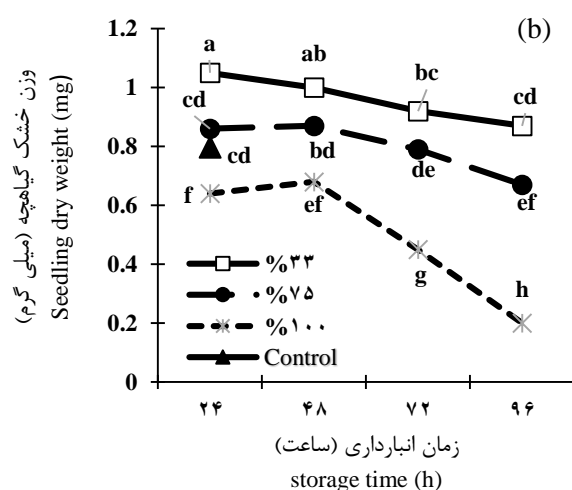 (b)
وزن خشک گیاهچه (میلی گرم)
Seedling dry weight (mg)
1.2
1
0.8
0.6
0.4
0.2
0
a
ab
bc
cd
cd
cd
bd
de
ef
f
ef
g
h
%۳۳
%۷۵
%۱۰۰
Control
۲۴
۴۸
۷۲
۹۶
زمان انبارداری (ساعت)
storage time (h)